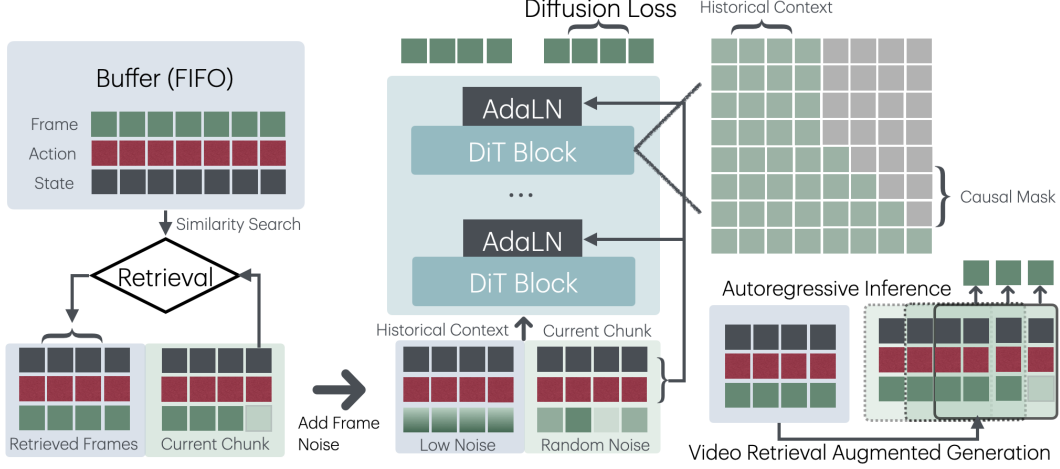 Buffer (FIFO)
Frame
Action
State
Similarity Search
Retrieval
Retrieved Frames
Current Chunk
Add Frame
Noise
Diffusion Loss
AdaLN
DiT Block
...
AdaLN
DiT Block
Historical Context
Current Chunk
Low Noise
Random Noise
Historical Context
Causal Mask
Autoregressive Inference
Video Retrieval Augmented Generation